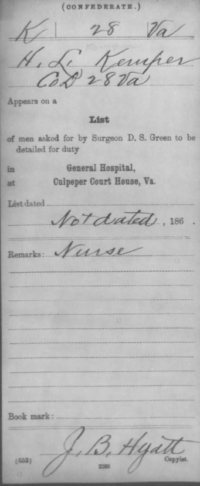 (CONFEDERATE.)
K | 28 | Va
H. L. Kemper
Co D 28 Va
Appears on a
List
of men asked for by Surgeon D. S. Green to be
detailed for duty
in General Hospital,
at Culpeper Court House, Va.
List dated
Not dated, 186 .
Remarks: Nurse
Book mark:
J. B. Hyatt
Copyist.